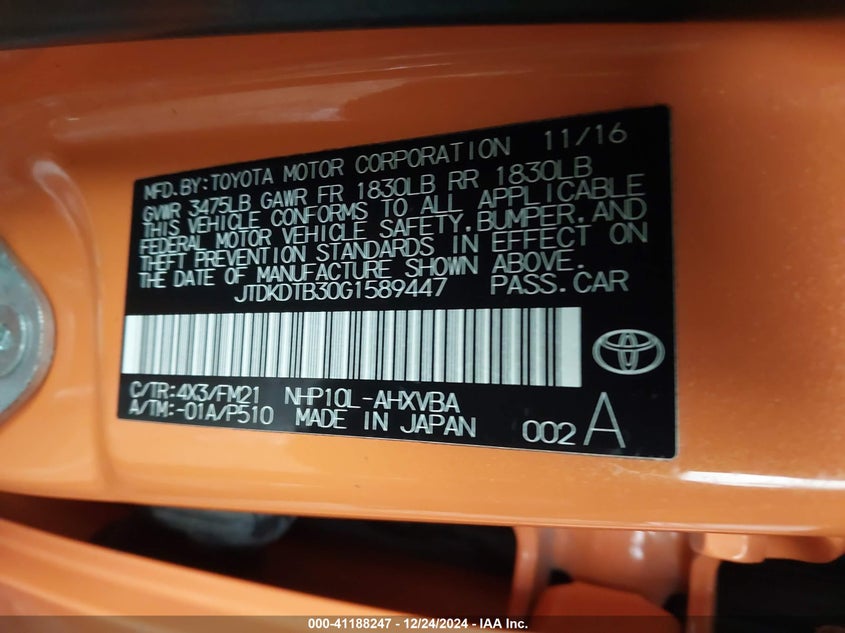 MFD.BY:TOYOTA MOTOR CORPORATION 11/16
GVWR 3475LB GAWR FR 1830LB RR 1830LB
THIS VEHICLE CONFORMS TO ALL APPLICABLE
FEDERAL MOTOR VEHICLE SAFETY,BUMPER,AND
THEFT PREVENTION STANDARDS IN EFFECT ON
THE DATE OF MANUFACTURE SHOWN ABOVE.
JTDKDTB30G1589447 PASS.CAR
C/TR:4X3/FM21 NHP10L-AHXVBA
A/TM:-01A/P510 MADE IN JAPAN 002 A
000-41188247 - 12/24/2024 - IAA Inc.